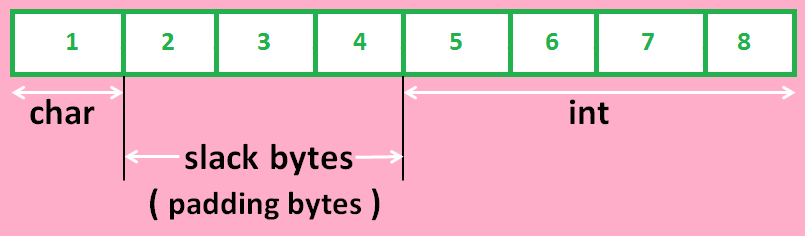 1 2 3 4 5 6 7 8
char
int
slack bytes
( padding bytes )